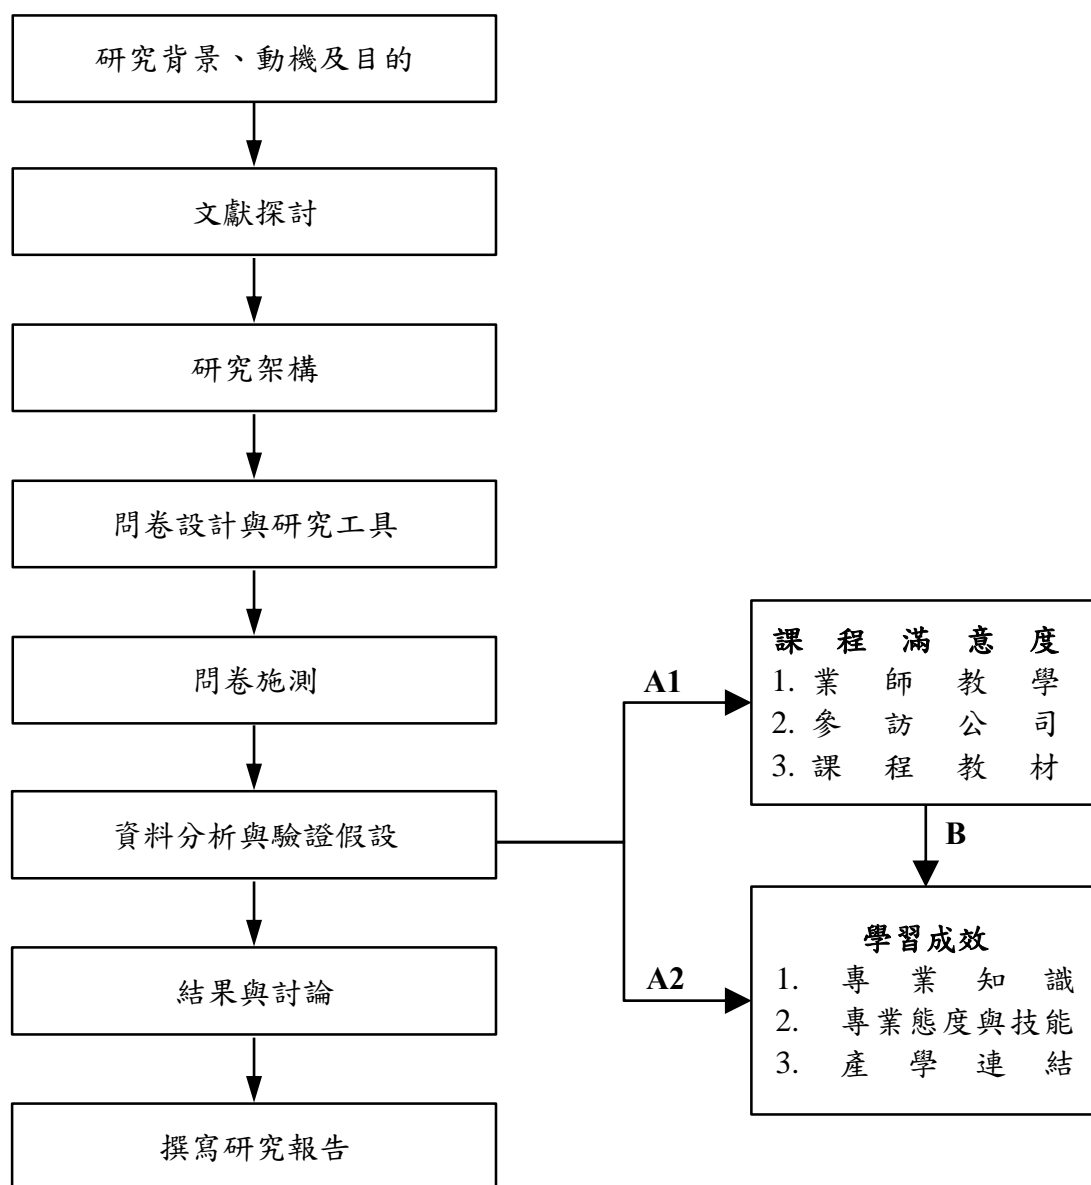 研究背景、動機及目的
文獻探討
研究架構
問卷設計與研究工具
問卷施測
資料分析與驗證假設
結果與討論
撰寫研究報告
A1
課程滿意度
1. 業師教學
2. 參訪公司
3. 課程教材
B
A2
學習成效
1. 專業知識
2. 專業態度與技能
3. 產學連結